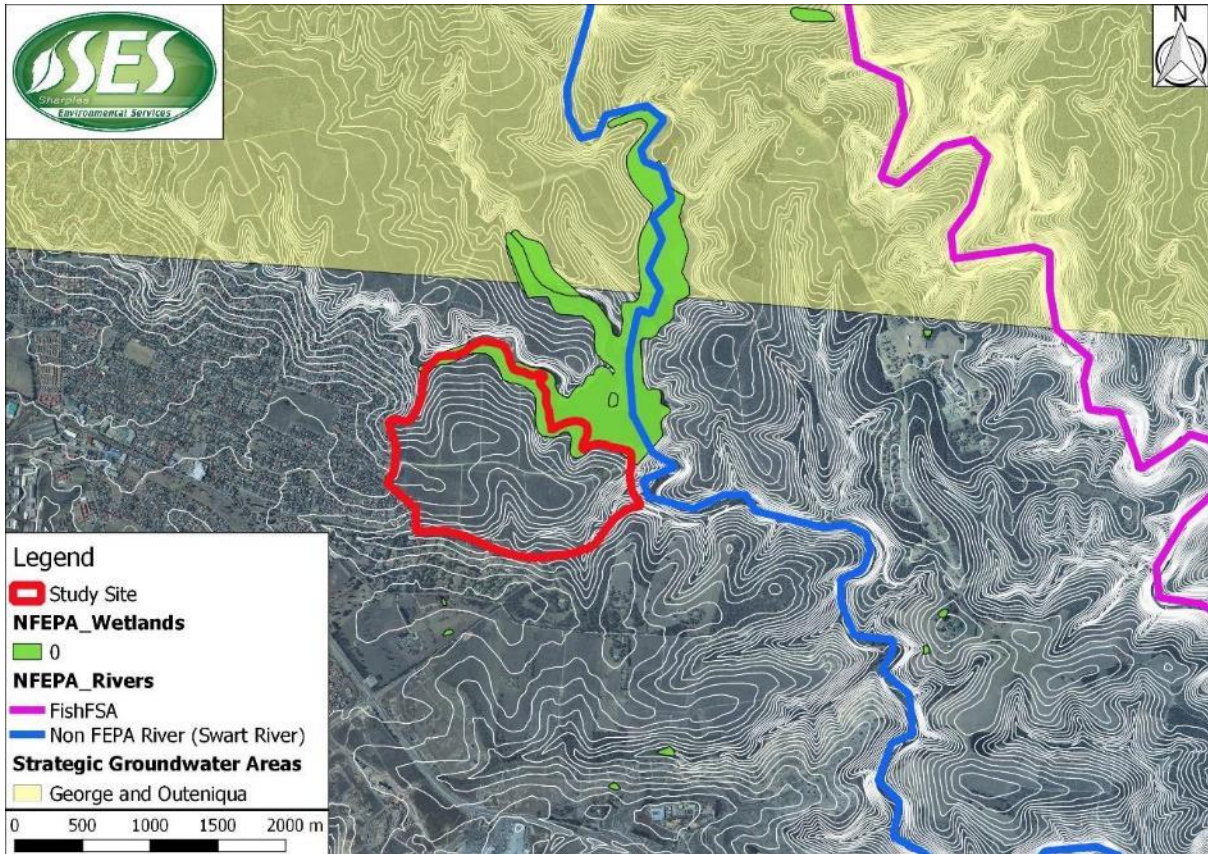 SES
Sharples
Environmental Services
N
Legend
Study Site
NFEPA_Wetlands
0
NFEPA_Rivers
FishFSA
Non FEPA River (Swart River)
Strategic Groundwater Areas
George and Outeniqua
0 500 1000 1500 2000 m